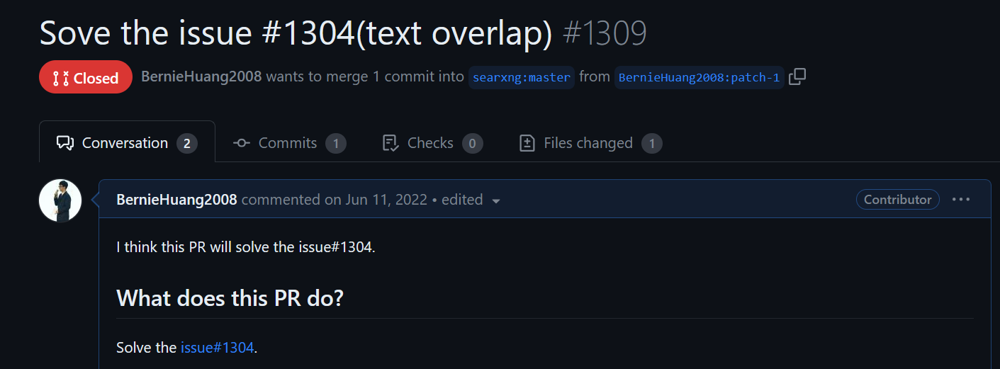 Sove the issue #1304(text overlap) #1309
Closed BernieHuang2008 wants to merge 1 commit into searxng:master from BernieHuang2008:patch-1
Conversation 2 Commits 1 Checks 0 Files changed 1
BernieHuang2008 commented on Jun 11, 2022 • edited Contributor
I think this PR will solve the issue#1304.
What does this PR do?
Solve the issue#1304.